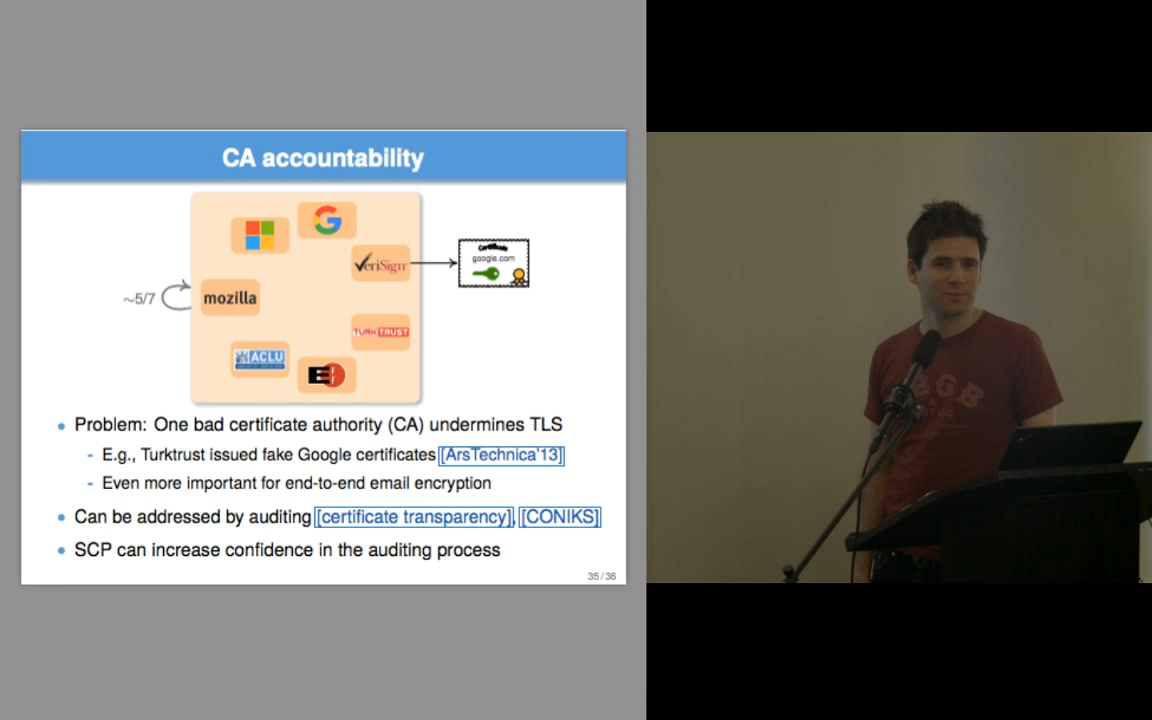 CA accountability
G
VeriSign
Certificate
google.com
~5/7
mozilla
TURKTRUST
ACLU
E
Problem: One bad certificate authority (CA) undermines TLS
- E.g., Turktrust issued fake Google certificates [ArsTechnica'13]
- Even more important for end-to-end email encryption
Can be addressed by auditing [certificate transparency], [CONIKS]
SCP can increase confidence in the auditing process
35/36